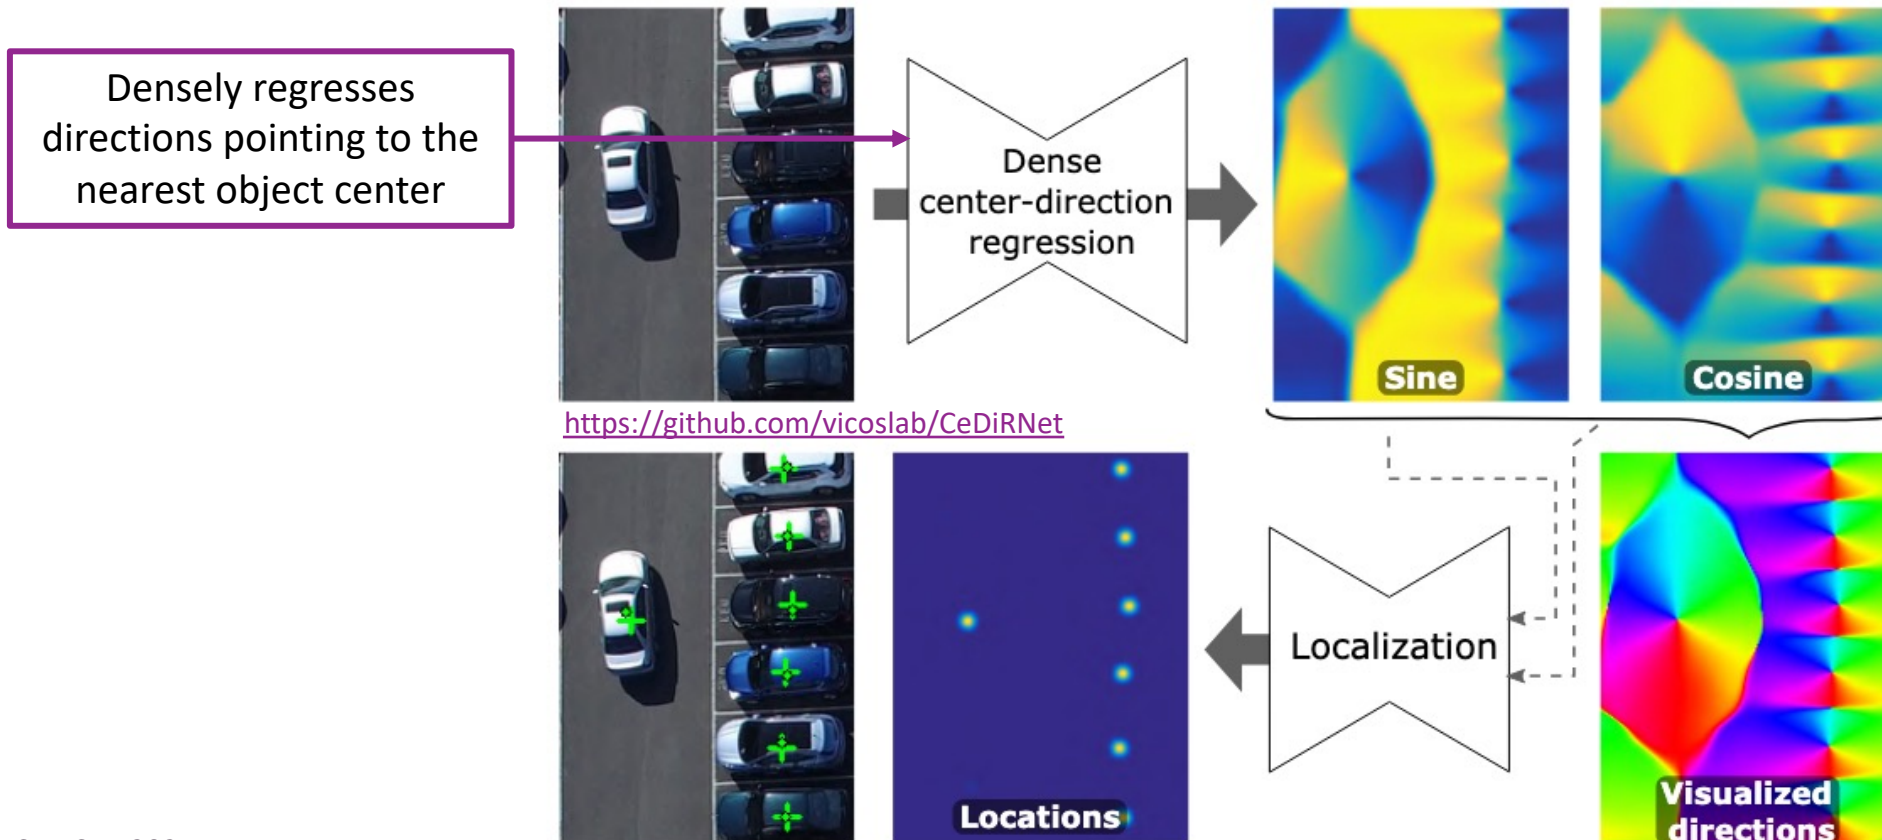 Densely regresses
directions pointing to the
nearest object center
Dense
center-direction
regression
Sine
Cosine
https://github.com/vicoslab/CeDiRNet
Localization
Locations
Visualized
directions